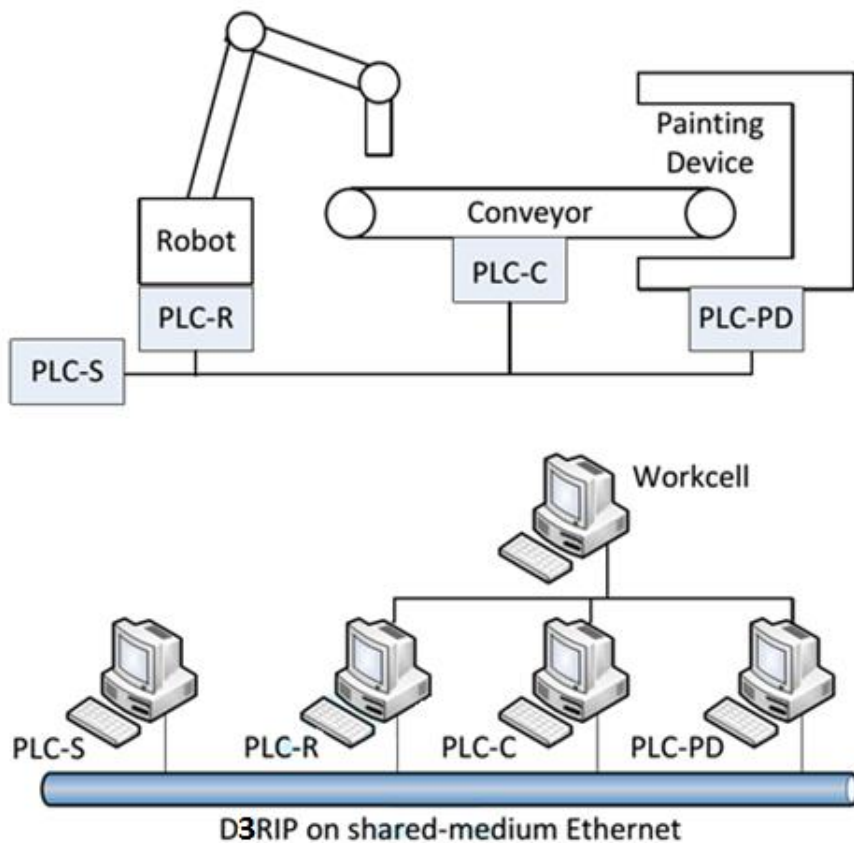 Painting
Device
Conveyor
Robot
PLC-C
PLC-R
PLC-PD
PLC-S
Workcell
PLC-S
PLC-R
PLC-C
PLC-PD
D3RIP on shared-medium Ethernet